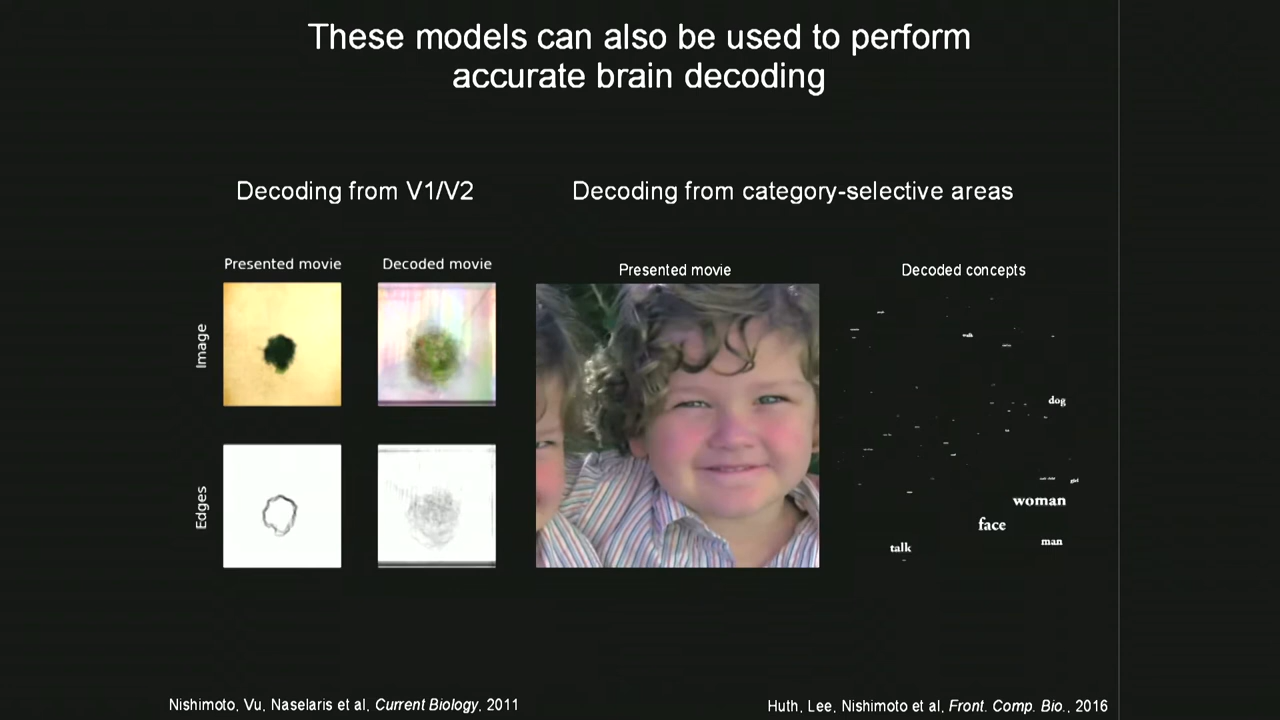 These models can also be used to perform
accurate brain decoding
Decoding from V1/V2
Decoding from category-selective areas
Presented movie
Decoded movie
Presented movie
Decoded concepts
Image
Edges
dog
woman
face
man
talk
Nishimoto, Vu, Naselaris et al, Current Biology, 2011
Huth, Lee, Nishimoto et al, Front. Comp. Bio., 2016